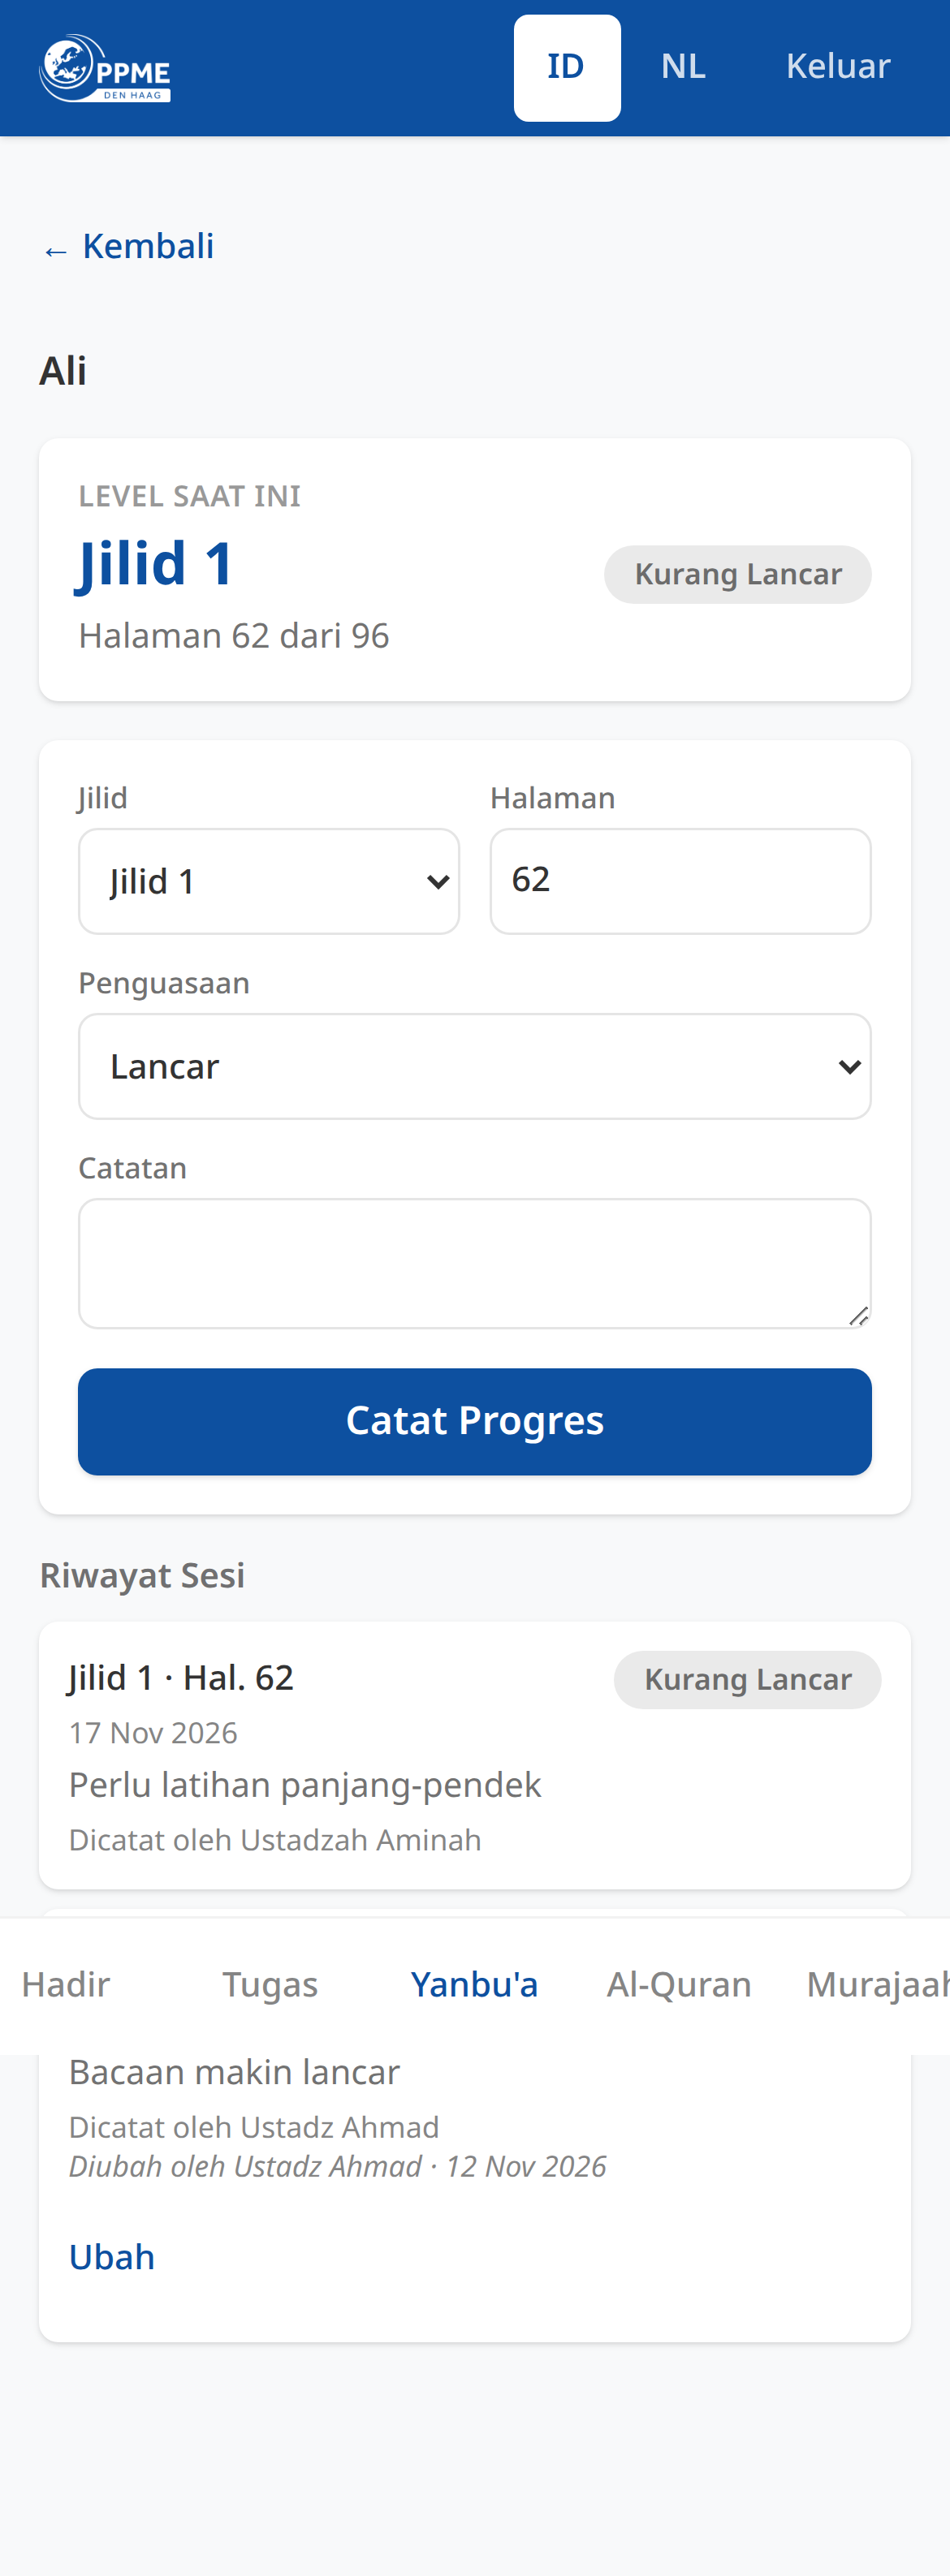 PPME
DEN HAAG
ID
NL
Keluar
← Kembali
Ali
LEVEL SAAT INI
Jilid 1
Kurang Lancar
Halaman 62 dari 96
Jilid
Halaman
Jilid 1
62
Penguasaan
Lancar
Catatan
Catat Progres
Riwayat Sesi
Jilid 1 · Hal. 62
Kurang Lancar
17 Nov 2026
Perlu latihan panjang-pendek
Dicatat oleh Ustadzah Aminah
Hadir
Tugas
Yanbu'a
Al-Quran
Murajaah
Bacaan makin lancar
Dicatat oleh Ustadz Ahmad
Diubah oleh Ustadz Ahmad · 12 Nov 2026
Ubah